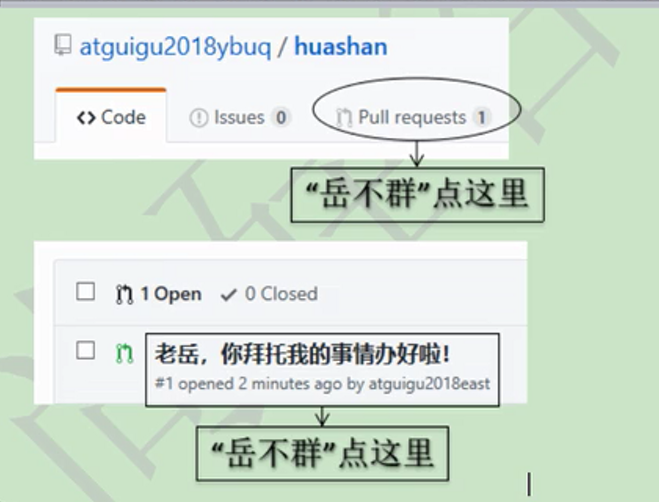 atguigu2018ybuq / huashan
Code Issues 0 Pull requests 1
“岳不群”点这里
1 Open 0 Closed
老岳，你拜托我的事情办好啦！
#1 opened 2 minutes ago by atguigu2018east
“岳不群”点这里